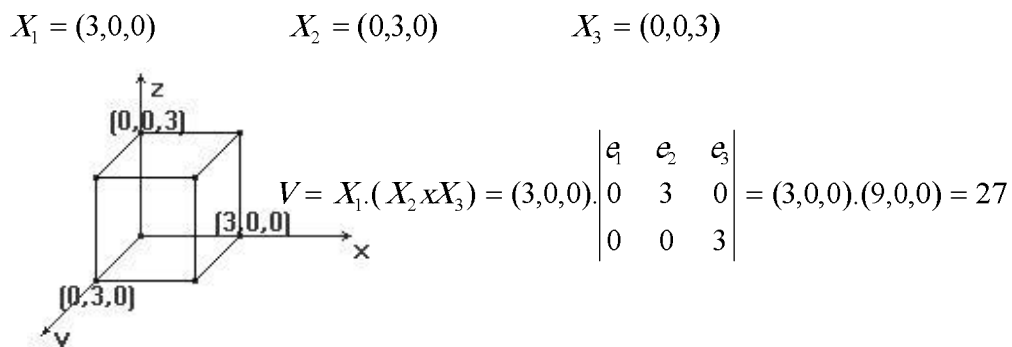 X₁ = (3,0,0) X₂ = (0,3,0) X₃ = (0,0,3)
z
(0,0,3)
e₁ e₂ e₃
V = X₁.(X₂xX₃) = (3,0,0).|0 3 0| = (3,0,0).(9,0,0) = 27
0 0 3
(3,0,0)
x
(0,3,0)
y